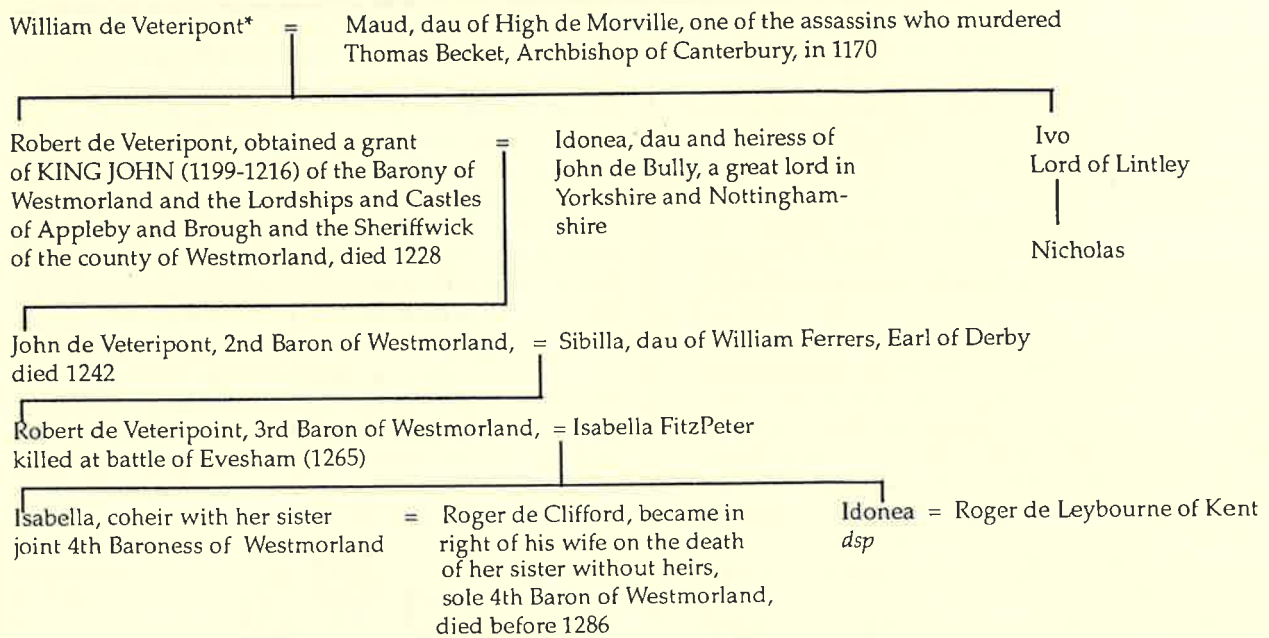 William de Veteripont* = Maud, dau of High de Morville, one of the assassins who murdered
Thomas Becket, Archbishop of Canterbury, in 1170
Robert de Veteripont, obtained a grant
of KING JOHN (1199-1216) of the Barony of
Westmorland and the Lordships and Castles
of Appleby and Brough and the Sheriffwick
of the county of Westmorland, died 1228
=
Idonea, dau and heiress of
John de Bully, a great lord in
Yorkshire and Nottingham-
shire
Ivo
Lord of Lintley
Nicholas
John de Veteripont, 2nd Baron of Westmorland, = Sibilla, dau of William Ferrers, Earl of Derby
died 1242
Robert de Veteripoint, 3rd Baron of Westmorland, = Isabella FitzPeter
killed at battle of Evesham (1265)
Isabella, coheir with her sister
joint 4th Baroness of Westmorland
=
Roger de Clifford, became in
right of his wife on the death
of her sister without heirs,
sole 4th Baron of Westmorland,
died before 1286
Idonea = Roger de Leybourne of Kent
dsp